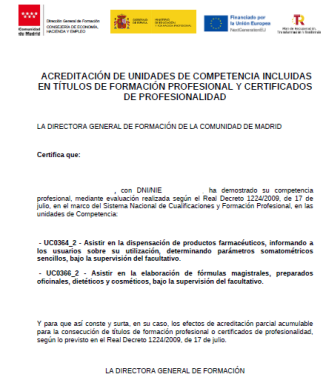 Comunidad de Madrid
Dirección General de Formación
CONSEJERÍA DE ECONOMÍA,
HACIENDA Y EMPLEO
Financiado por
la Unión Europea
NextGenerationEU
ACREDITACIÓN DE UNIDADES DE COMPETENCIA INCLUIDAS
EN TÍTULOS DE FORMACIÓN PROFESIONAL Y CERTIFICADOS
DE PROFESIONALIDAD
LA DIRECTORA GENERAL DE FORMACIÓN DE LA COMUNIDAD DE MADRID
Certifica que:
, con DNI/NIE ha demostrado su competencia
profesional, mediante evaluación realizada según el Real Decreto 1224/2009, de 17 de
julio, en el marco del Sistema Nacional de Cualificaciones y Formación Profesional, en las
unidades de Competencia:
- UC0364_2 - Asistir en la dispensación de productos farmacéuticos, informando a
los usuarios sobre su utilización, determinando parámetros somatométricos
sencillos, bajo la supervisión del facultativo.
- UC0366_2 - Asistir en la elaboración de fórmulas magistrales, preparados
oficinales, dietéticos y cosméticos, bajo la supervisión del facultativo.
Y para que así conste y surta, en su caso, los efectos de acreditación parcial acumulable
para la consecución de títulos de formación profesional o certificados de profesionalidad,
según lo previsto en el Real Decreto 1224/2009, de 17 de julio.
LA DIRECTORA GENERAL DE FORMACIÓN